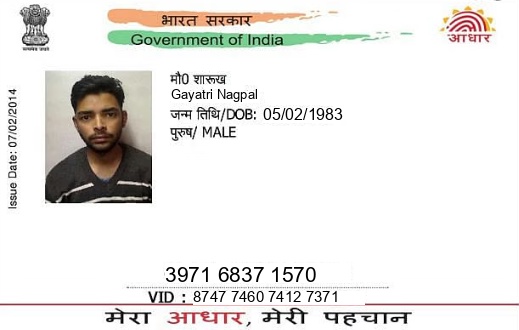 भारत सरकार
Government of India
आधार
Issue Date: 07/02/2014
मौ0 शारूख
Gayatri Nagpal
जन्म तिथि/DOB: 05/02/1983
पुरुष/ MALE
3971 6837 1570
VID : 8747 7460 7412 7371
मेरा आधार, मेरी पहचान